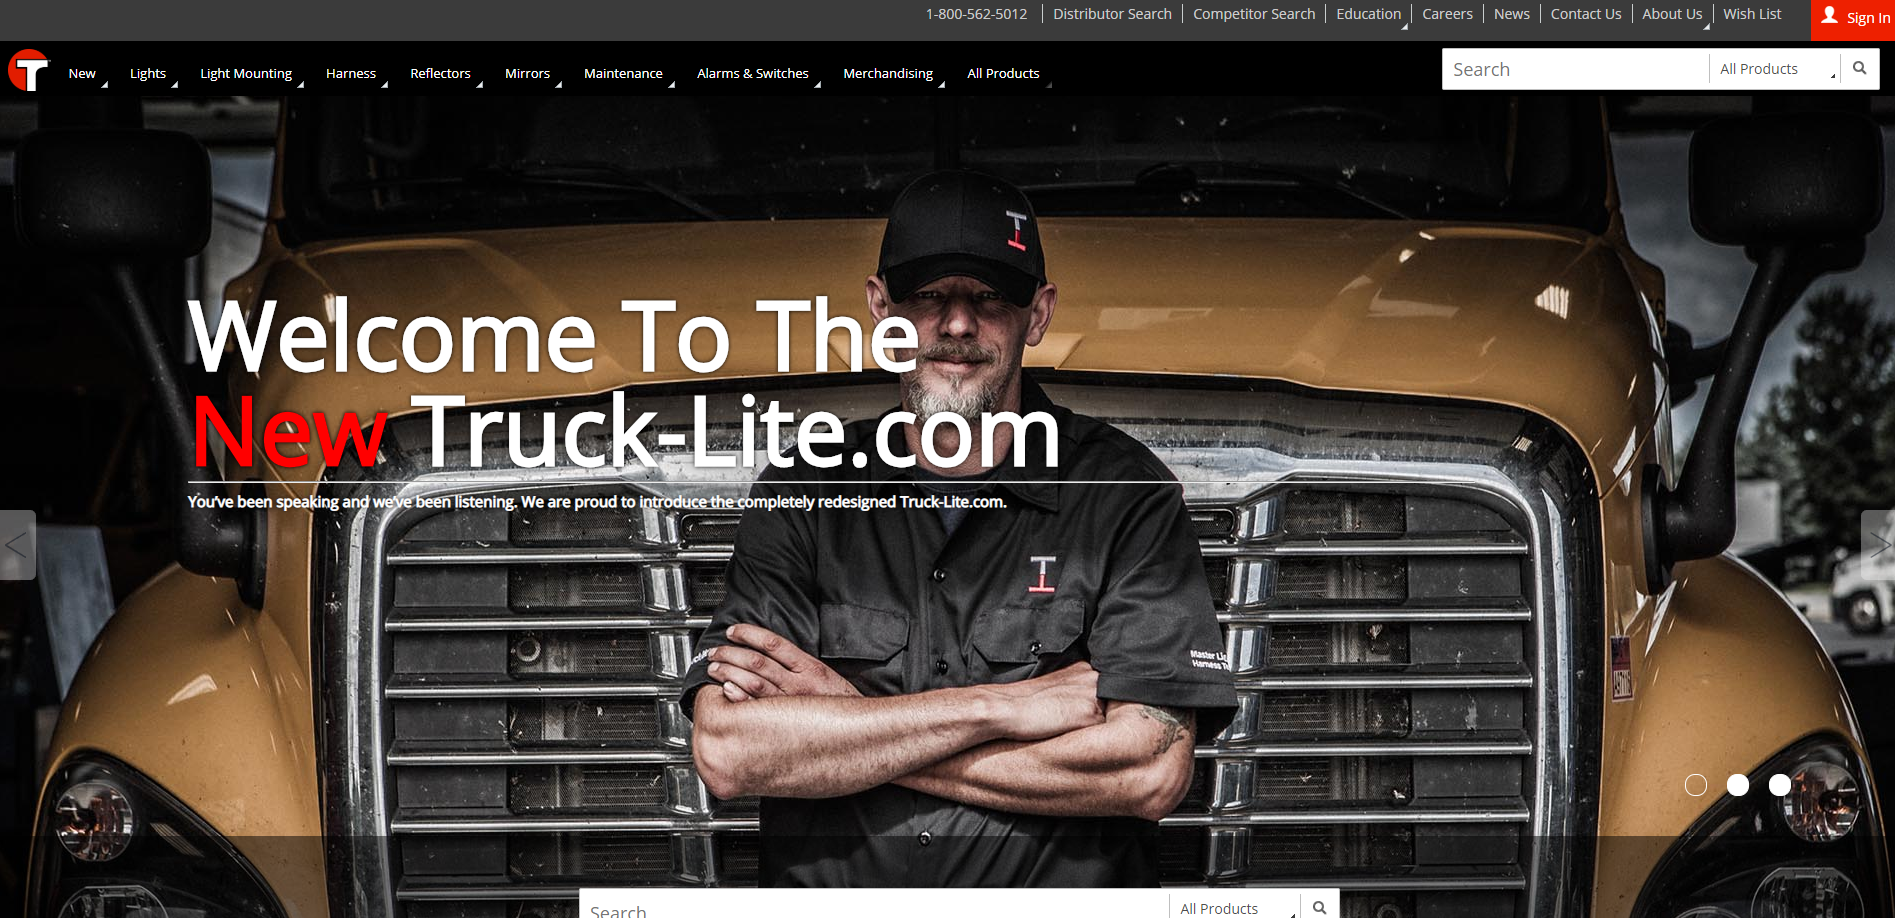 1-800-562-5012 Distributor Search Competitor Search Education Careers News Contact Us About Us Wish List Sign In
T New Lights Light Mounting Harness Reflectors Mirrors Maintenance Alarms & Switches Merchandising All Products Search All Products
Welcome To The
New Truck-Lite.com
You've been speaking and we've been listening. We are proud to introduce the completely redesigned Truck-Lite.com.
Search All Products